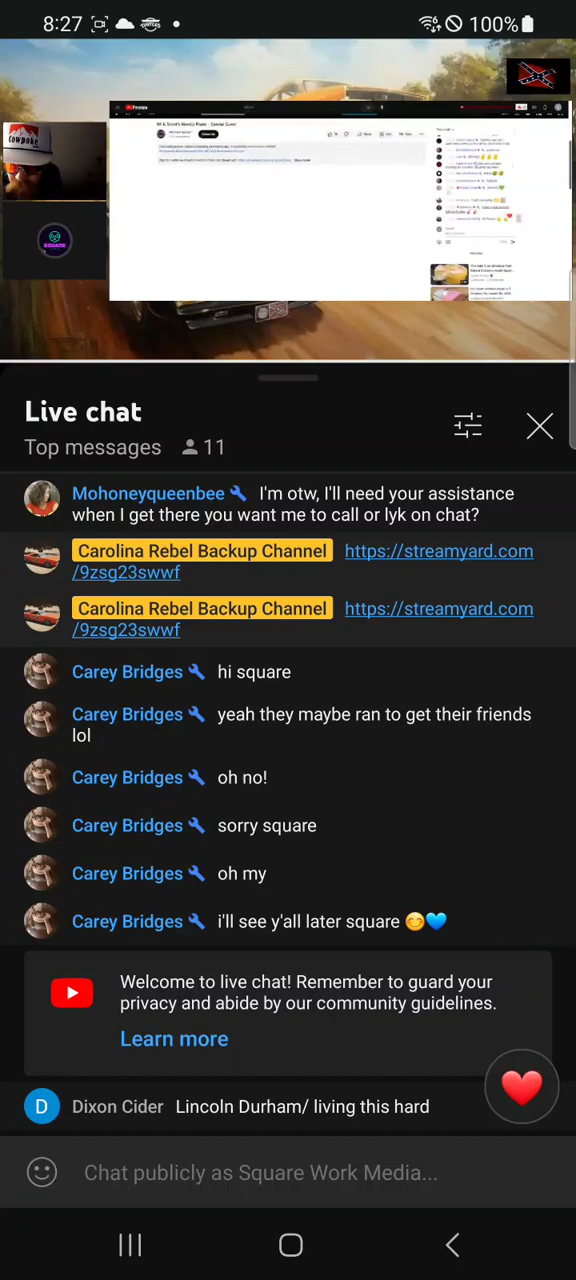 8:27
100%
Cowpoke
SQUARE
Live chat
Top messages 11
Mohoneyqueenbee I'm otw, I'll need your assistance
when I get there you want me to call or lyk on chat?
Carolina Rebel Backup Channel https://streamyard.com
/9zsg23swwf
Carolina Rebel Backup Channel https://streamyard.com
/9zsg23swwf
Carey Bridges hi square
Carey Bridges yeah they maybe ran to get their friends
lol
Carey Bridges oh no!
Carey Bridges sorry square
Carey Bridges oh my
Carey Bridges i'll see y'all later square 😊💙
Welcome to live chat! Remember to guard your
privacy and abide by our community guidelines.
Learn more
D Dixon Cider Lincoln Durham/ living this hard
Chat publicly as Square Work Media...